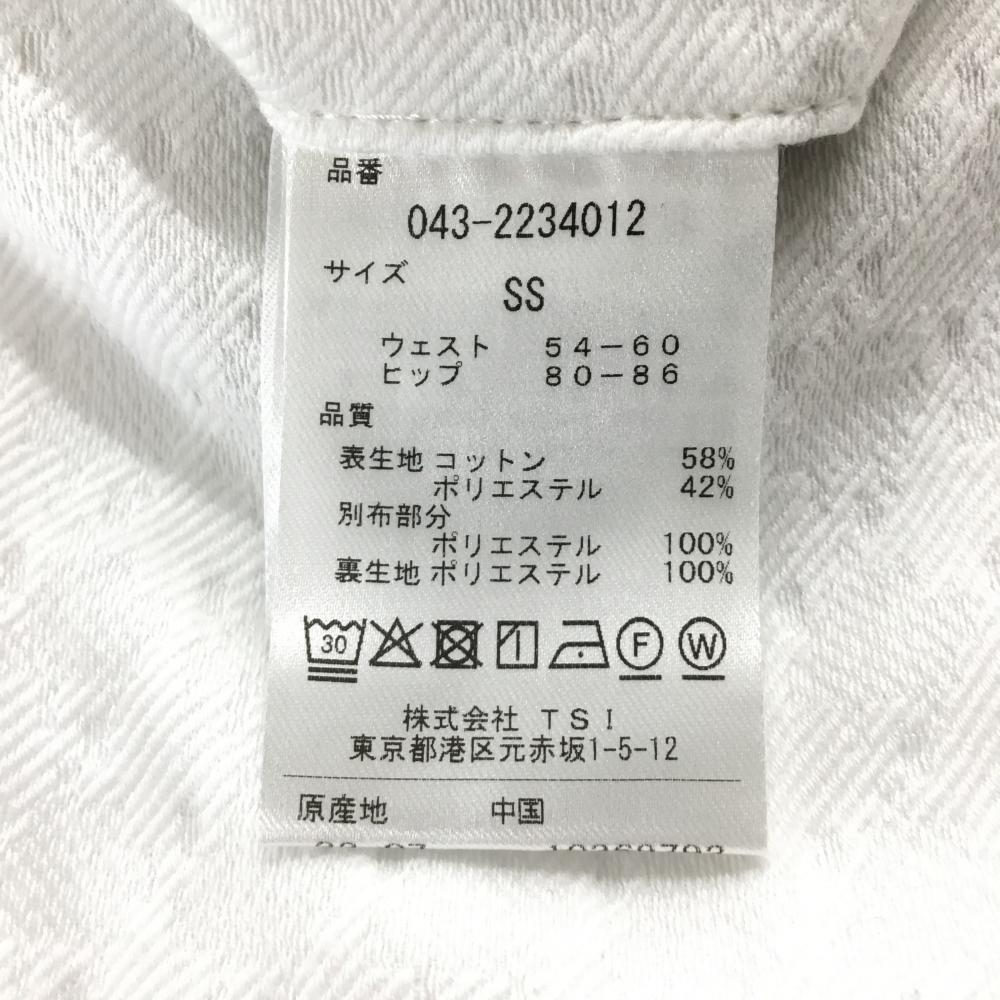 品番
043-2234012
サイズ
SS
ウェスト 54-60
ヒップ 80-86
品質
表生地 コットン 58%
ポリエステル 42%
別布部分
ポリエステル 100%
裏生地 ポリエステル 100%
30 F W
株式会社 TSI
東京都港区元赤坂1-5-12
原産地 中国